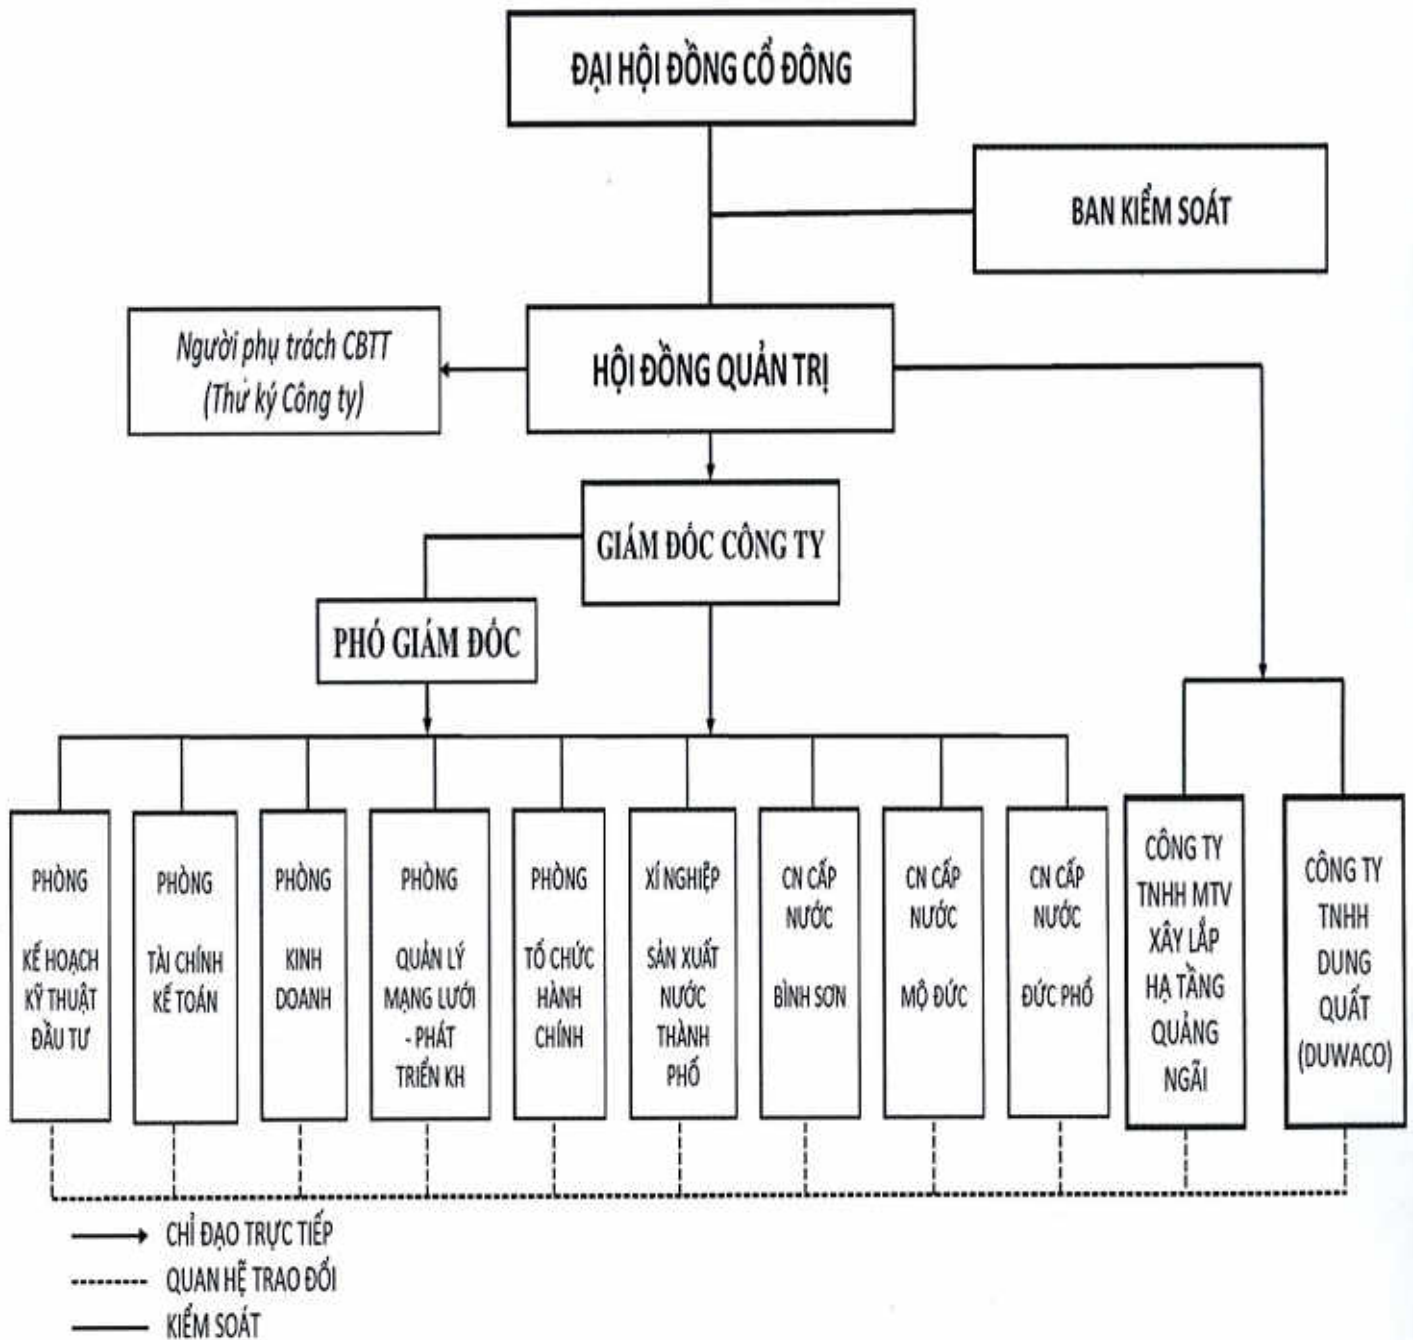 ĐẠI HỘI ĐỒNG CỔ ĐÔNG
BAN KIỂM SOÁT
Người phụ trách CBTT
(Thư ký Công ty)
HỘI ĐỒNG QUẢN TRỊ
GIÁM ĐỐC CÔNG TY
PHÓ GIÁM ĐỐC
PHÒNG
KẾ HOẠCH
KỸ THUẬT
ĐẦU TƯ
PHÒNG
TÀI CHÍNH
KẾ TOÁN
PHÒNG
KINH
DOANH
PHÒNG
QUẢN LÝ
MẠNG LƯỚI
- PHÁT
TRIỂN KH
PHÒNG
TỔ CHỨC
HÀNH
CHÍNH
XÍ NGHIỆP
SẢN XUẤT
NƯỚC
THÀNH
PHỐ
CN CẤP
NƯỚC
BÌNH SƠN
CN CẤP
NƯỚC
MỘ ĐỨC
CN CẤP
NƯỚC
ĐỨC PHỔ
CÔNG TY
TNHH MTV
XÂY LẮP
HẠ TẦNG
QUẢNG
NGÃI
CÔNG TY
TNHH
DUNG
QUẤT
(DUWACO)
CHỈ ĐẠO TRỰC TIẾP
QUAN HỆ TRAO ĐỔI
KIỂM SOÁT